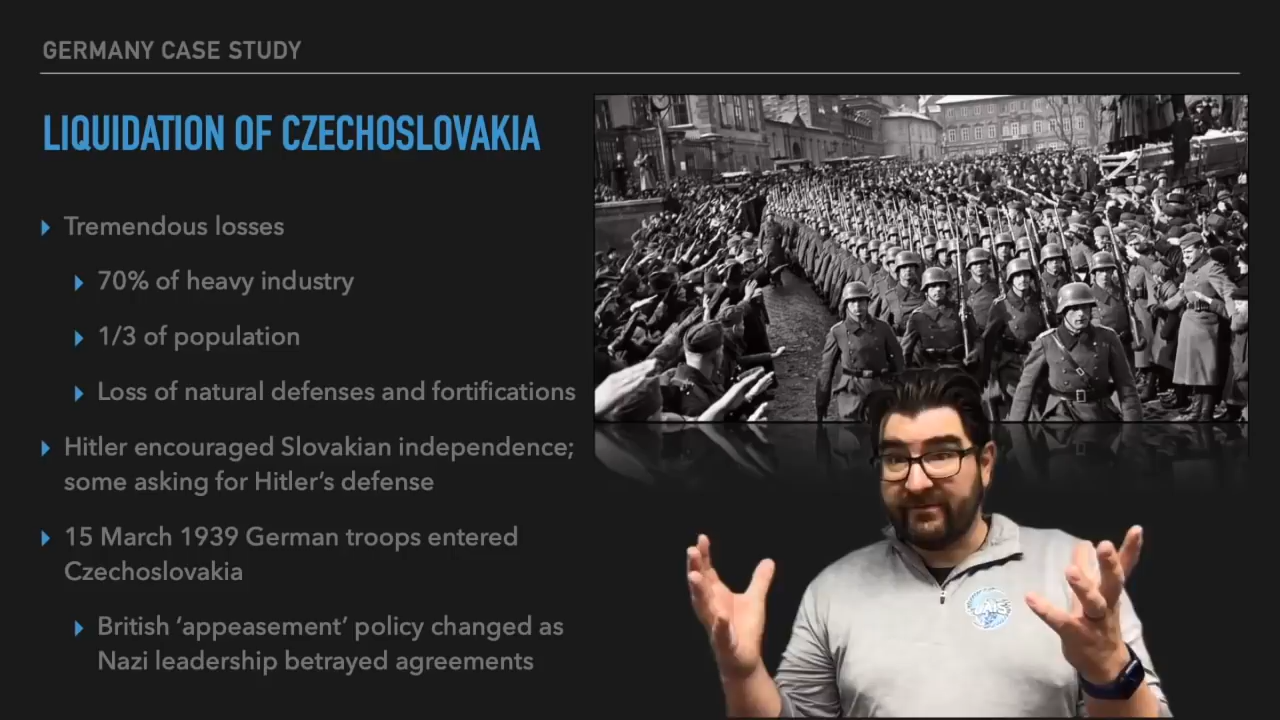 GERMANY CASE STUDY
LIQUIDATION OF CZECHOSLOVAKIA
Tremendous losses
70% of heavy industry
1/3 of population
Loss of natural defenses and fortifications
Hitler encouraged Slovakian independence;
some asking for Hitler’s defense
15 March 1939 German troops entered
Czechoslovakia
British ‘appeasement’ policy changed as
Nazi leadership betrayed agreements